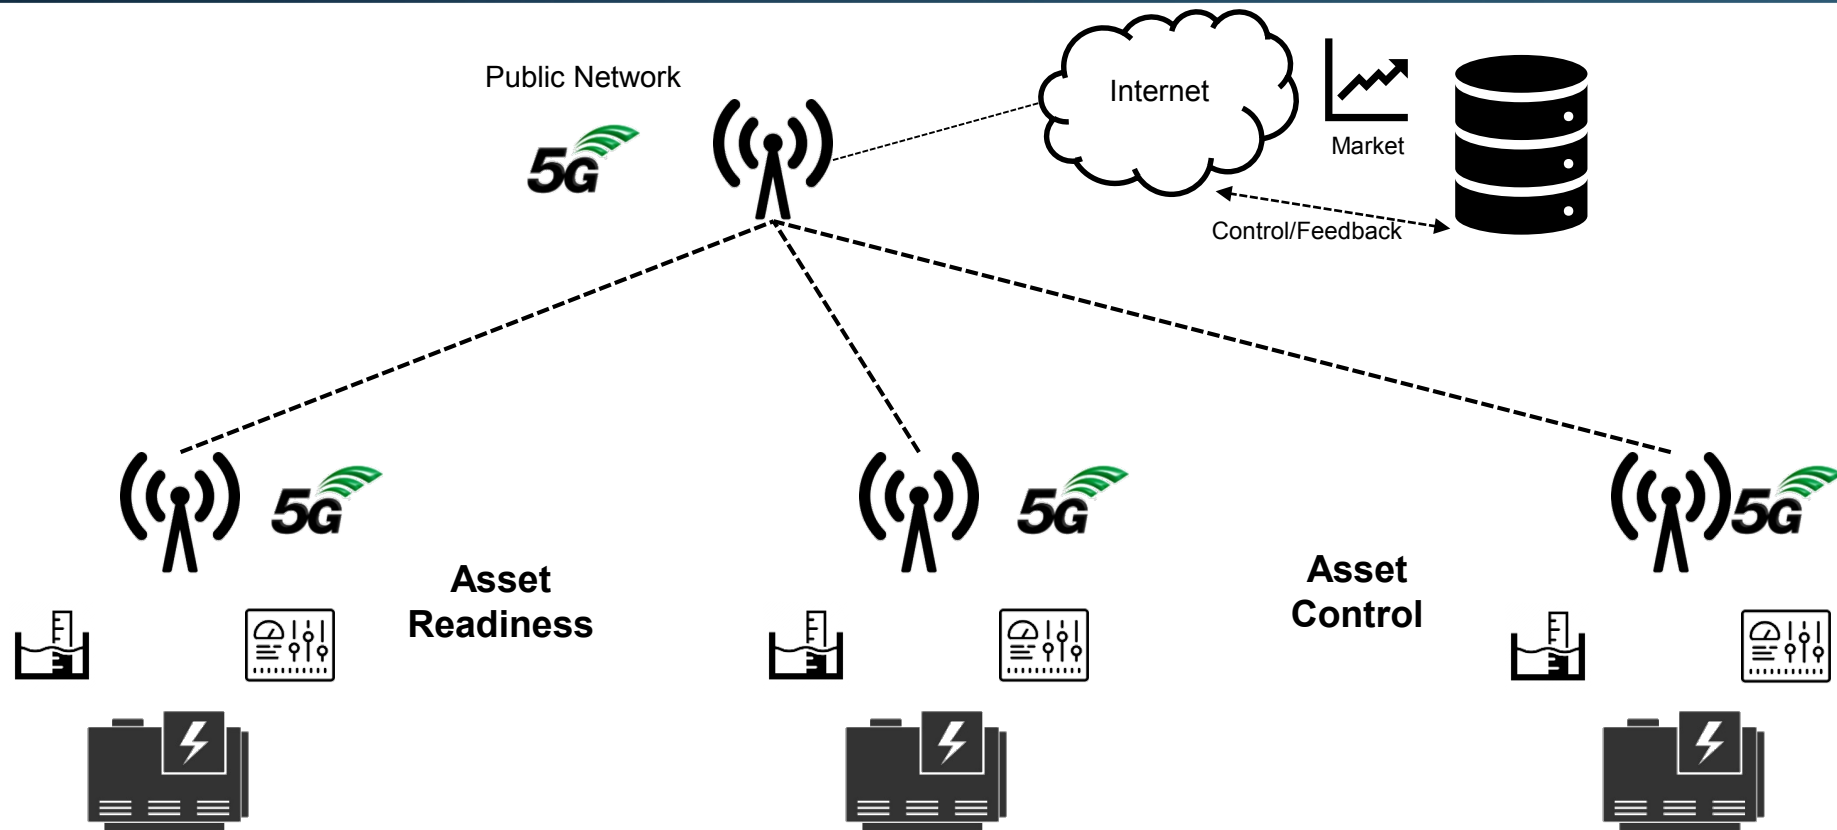 Public Network
5G
Internet
Market
Control/Feedback
5G
5G
5G
Asset
Readiness
Asset
Control